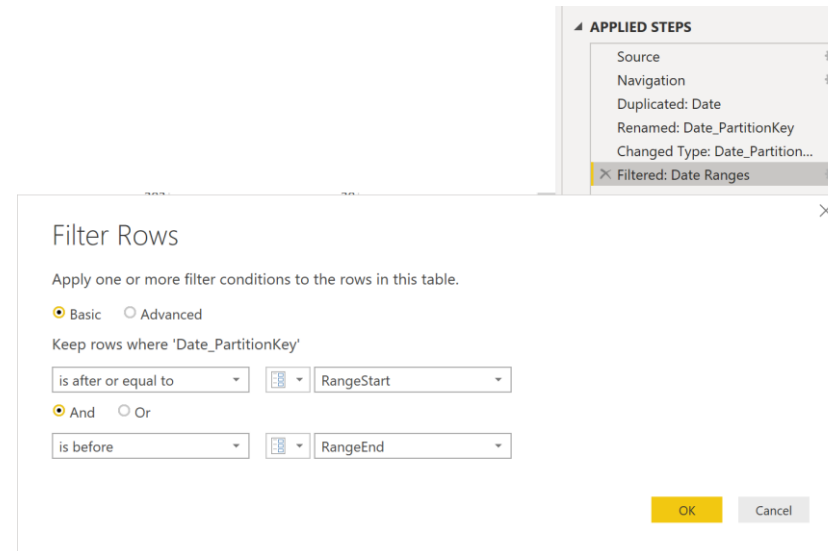 APPLIED STEPS
Source
Navigation
Duplicated: Date
Renamed: Date_PartitionKey
Changed Type: Date_Partition...
Filtered: Date Ranges
Filter Rows
Apply one or more filter conditions to the rows in this table.
Basic Advanced
Keep rows where 'Date_PartitionKey'
is after or equal to RangeStart
And Or
is before RangeEnd
OK Cancel